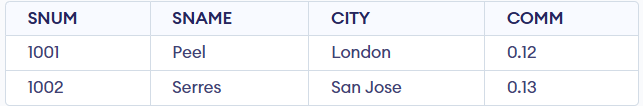 SNUM SNAME CITY COMM
1001 Peel London 0.12
1002 Serres San Jose 0.13